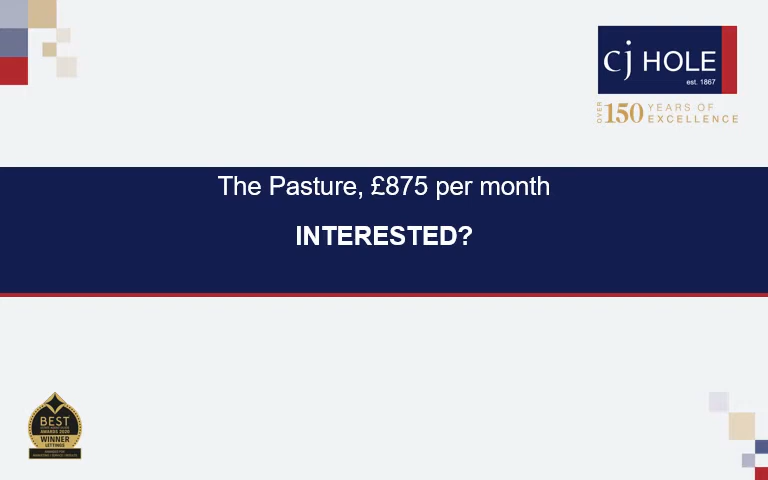 cj HOLE
est. 1867
OVER 150 YEARS OF
EXCELLENCE
The Pasture, £875 per month
INTERESTED?
BEST
AWARDS 2020
WINNER
LETTINGS